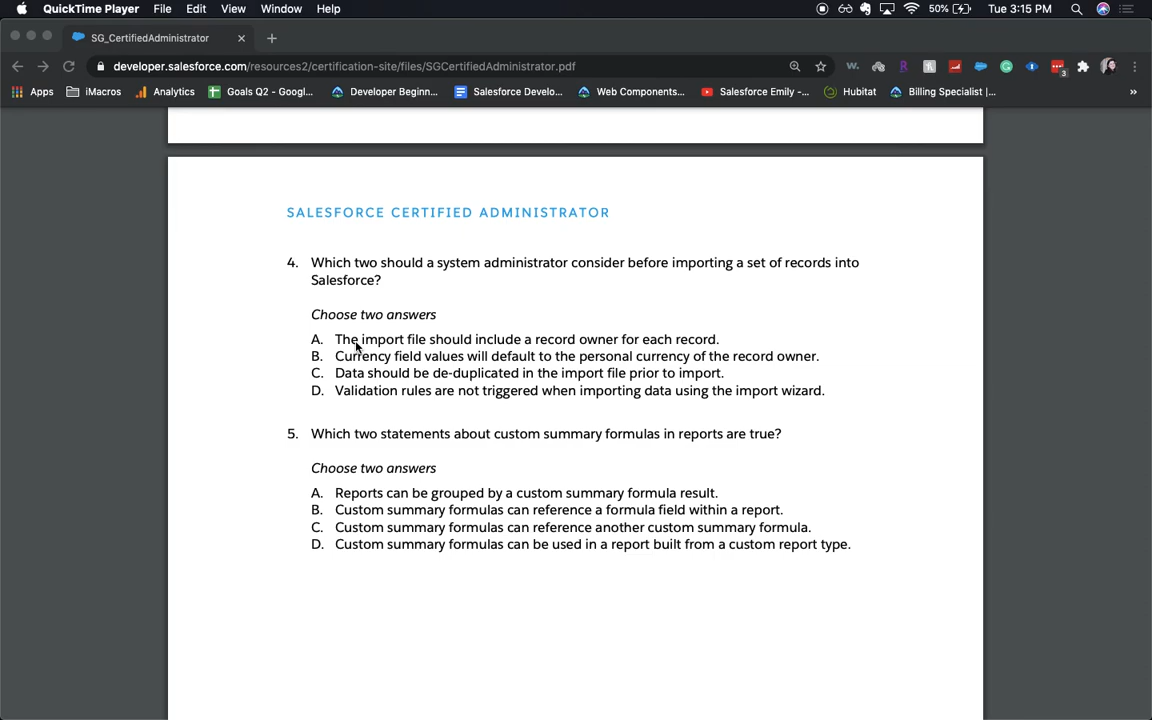 QuickTime Player File Edit View Window Help 50% Tue 3:15 PM
SG_CertifiedAdministrator
developer.salesforce.com/resources2/certification-site/files/SGCertifiedAdministrator.pdf
Apps iMacros Analytics Goals Q2 - Googl... Developer Beginn... Salesforce Develo... Web Components... Salesforce Emily -... Hubitat Billing Specialist |... »
SALESFORCE CERTIFIED ADMINISTRATOR
4. Which two should a system administrator consider before importing a set of records into
Salesforce?
Choose two answers
A. The import file should include a record owner for each record.
B. Currency field values will default to the personal currency of the record owner.
C. Data should be de-duplicated in the import file prior to import.
D. Validation rules are not triggered when importing data using the import wizard.
5. Which two statements about custom summary formulas in reports are true?
Choose two answers
A. Reports can be grouped by a custom summary formula result.
B. Custom summary formulas can reference a formula field within a report.
C. Custom summary formulas can reference another custom summary formula.
D. Custom summary formulas can be used in a report built from a custom report type.